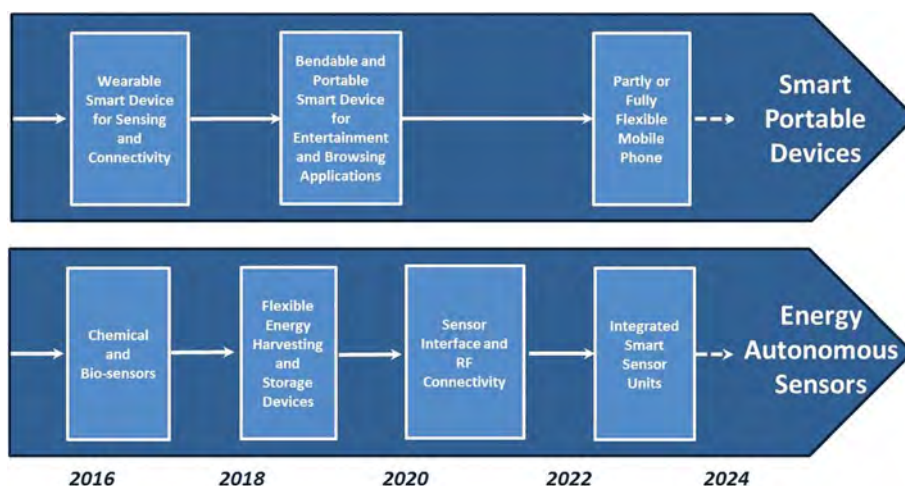 Wearable
Smart Device
for Sensing
and
Connectivity
Bendable and
Portable
Smart Device
for
Entertainment
and Browsing
Applications
Partly or
Fully
Flexible
Mobile
Phone
Smart
Portable
Devices
Chemical
and
Bio-sensors
Flexible
Energy
Harvesting
and
Storage
Devices
Sensor
Interface and
RF
Connectivity
Integrated
Smart
Sensor
Units
Energy
Autonomous
Sensors
2016
2018
2020
2022
2024